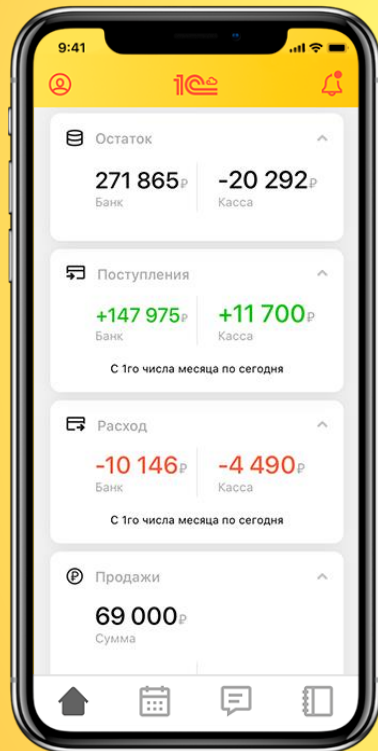 9:41
1С
Остаток
271 865₽ -20 292₽
Банк Касса
Поступления
+147 975₽ +11 700₽
Банк Касса
С 1го числа месяца по сегодня
Расход
-10 146₽ -4 490₽
Банк Касса
С 1го числа месяца по сегодня
₽ Продажи
69 000₽
Сумма